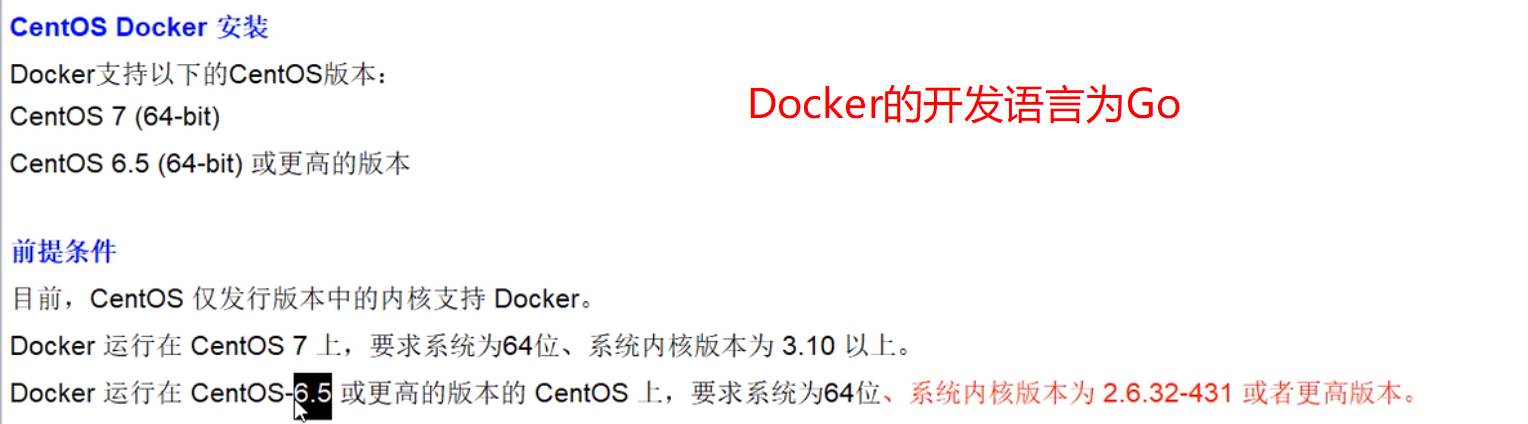 CentOS Docker 安装
Docker支持以下的CentOS版本：
Docker的开发语言为Go
CentOS 7 (64-bit)
CentOS 6.5 (64-bit) 或更高的版本
前提条件
目前，CentOS 仅发行版本中的内核支持 Docker。
Docker 运行在 CentOS 7 上，要求系统为64位、系统内核版本为 3.10 以上。
Docker 运行在 CentOS-6.5 或更高的版本的 CentOS 上，要求系统为64位、系统内核版本为 2.6.32-431 或者更高版本。